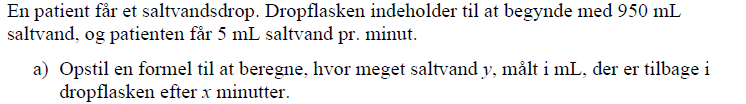 En patient får et saltvandsdrop. Dropflasken indeholder til at begynde med 950 mL
saltvand, og patienten får 5 mL saltvand pr. minut.
a) Opstil en formel til at beregne, hvor meget saltvand y, målt i mL, der er tilbage i
dropflasken efter x minutter.